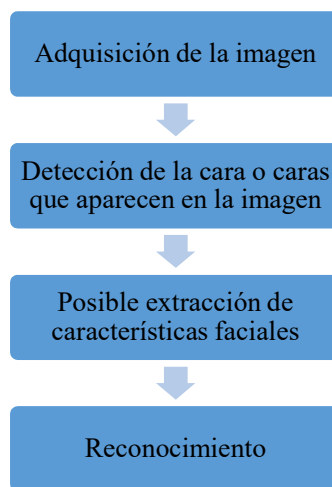 Adquisición de la imagen
Detección de la cara o caras
que aparecen en la imagen
Posible extracción de
características faciales
Reconocimiento